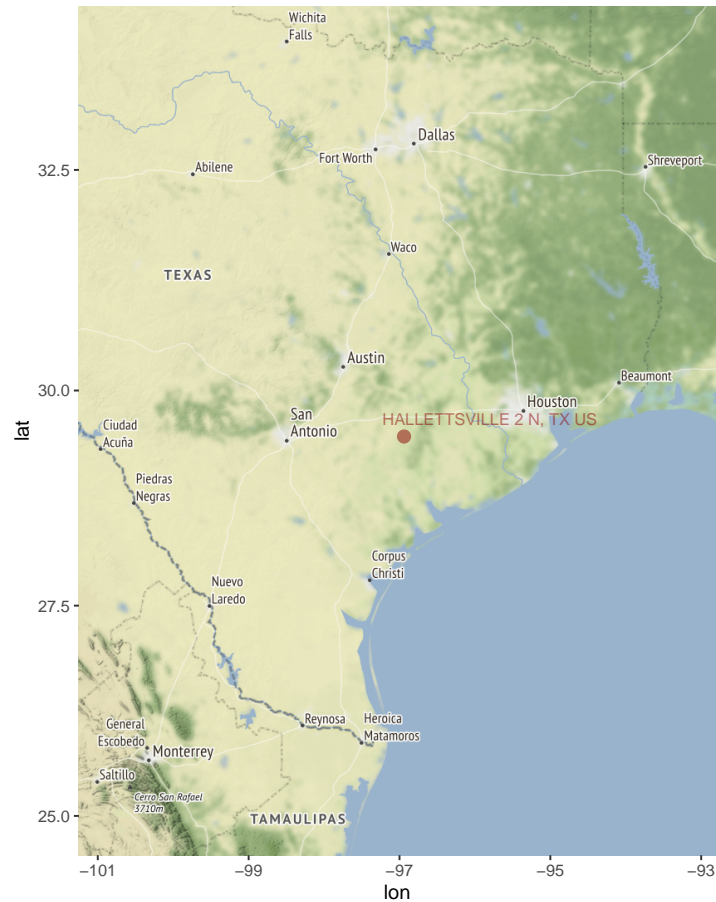 Wichita
Falls
Dallas
Fort Worth
32.5
Abilene
Shreveport
Waco
TEXAS
Austin
30.0
Beaumont
Houston
San
Antonio
HALLETTSVILLE 2 N, TX US
Ciudad
Acuña
lat
Piedras
Negras
Corpus
Christi
Nuevo
Laredo
27.5
General
Escobedo
Reynosa
Heroica
Matamoros
Monterrey
Saltillo
Cerro San Rafael
3710m
25.0
TAMAULIPAS
−101
−99
−97
−95
−93
lon